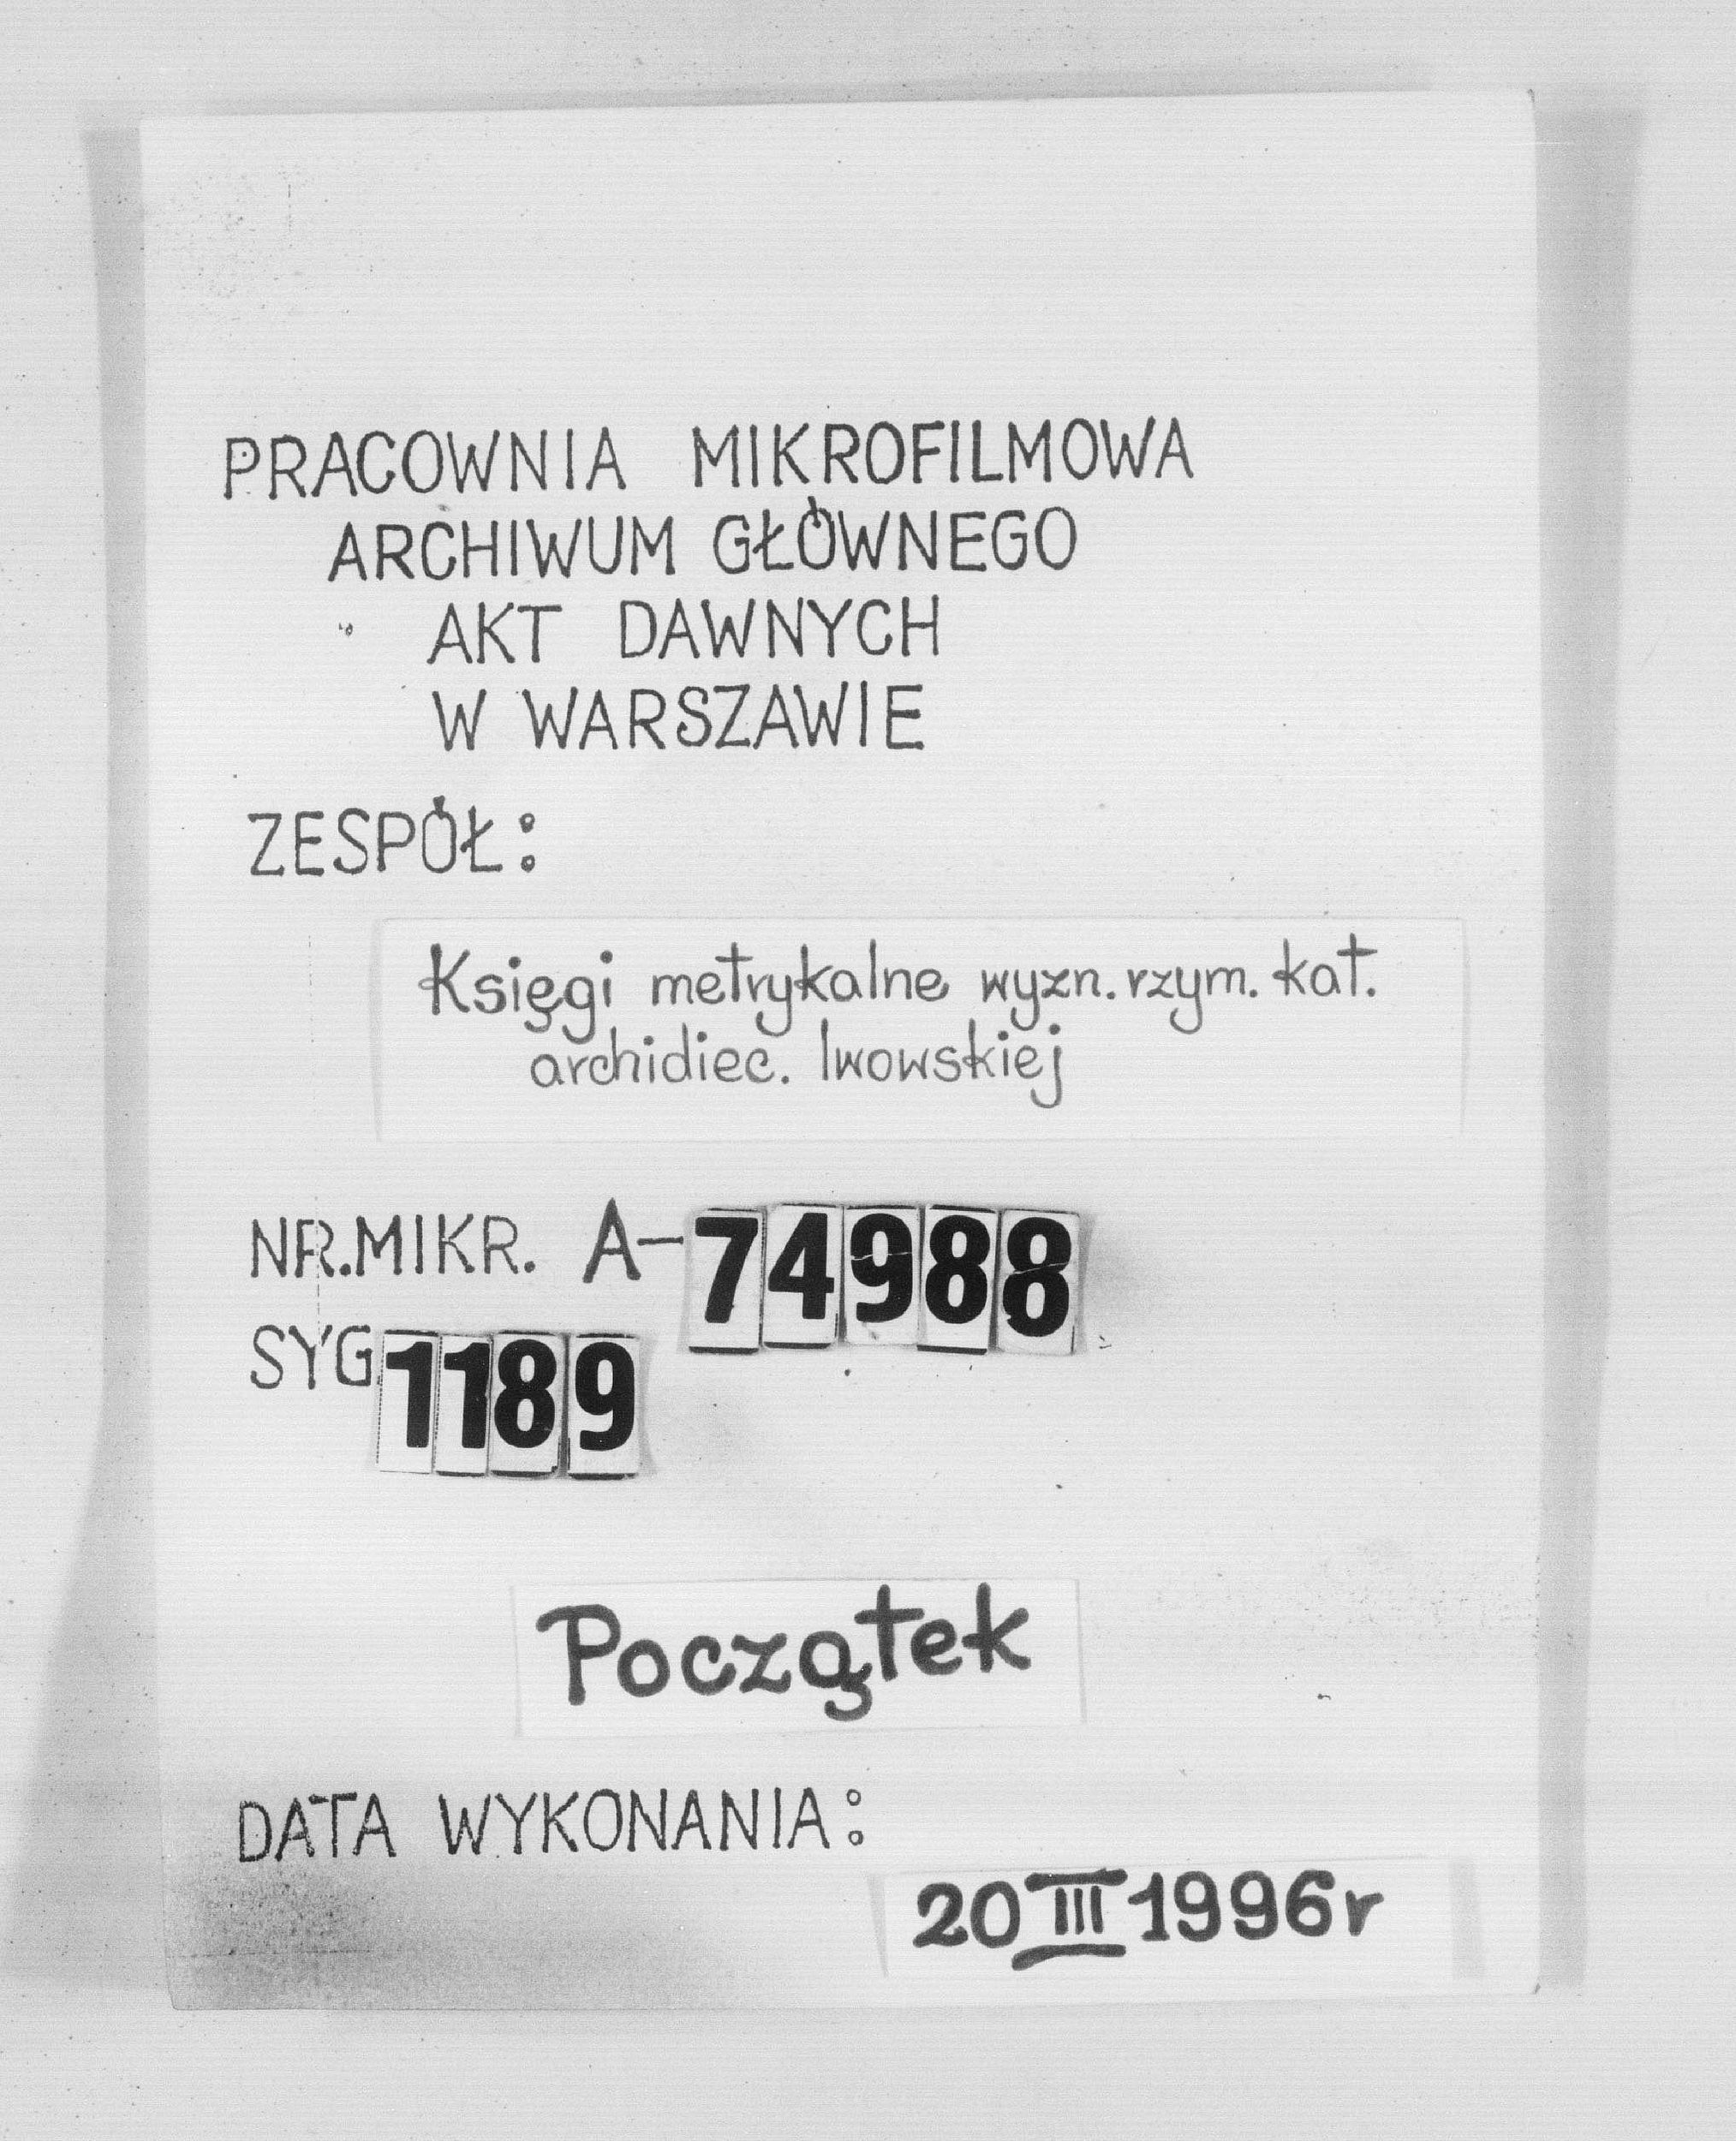 PRACOWNIA MIKROFILMOWA
ARCHIWUM GŁÓWNEGO
AKT DAWNYCH
W WARSZAWIE
ZESPÓŁ:
Księgi metrykalne wyzn. rzym. kat.
archidiec. lwowskiej
NR. MIKR. A-74988
SYG. 1189
Początek
DATA WYKONANIA:
20 III 1996r